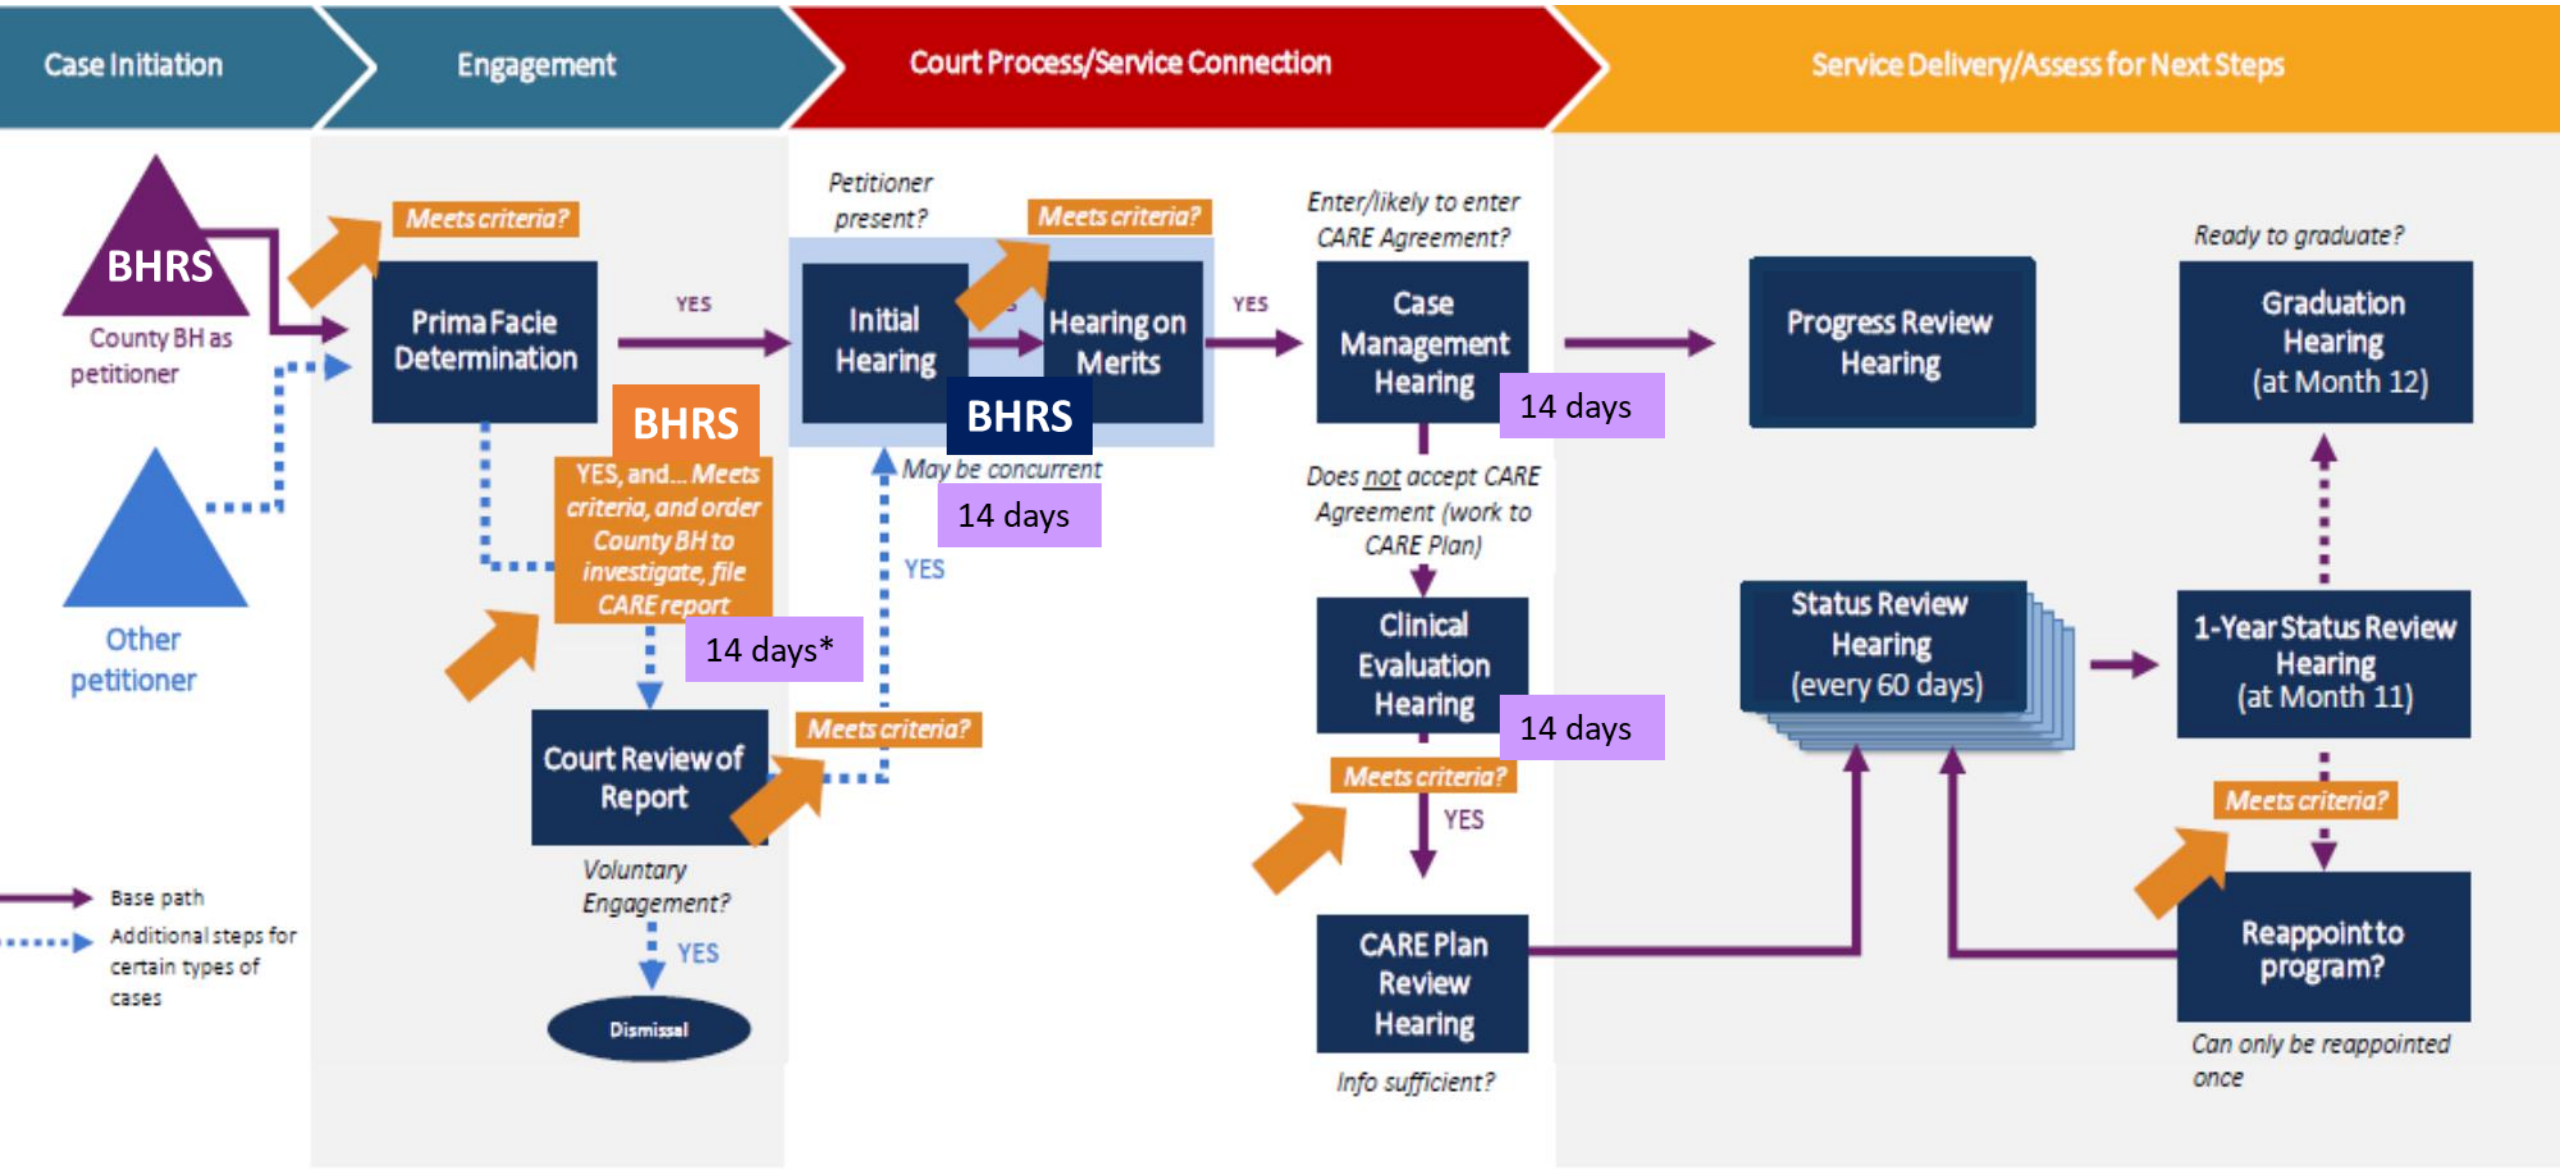 Case Initiation
Engagement
Court Process/Service Connection
Service Delivery/Assess for Next Steps
BHRS
County BH as
petitioner
Other
petitioner
Base path
Additional steps for
certain types of
cases
Meets criteria?
Prima Facie
Determination
YES
BHRS
YES, and... Meets
criteria, and order
County BH to
investigate, file
CARE report
14 days*
Court Review of
Report
Meets criteria?
Voluntary
Engagement?
YES
Dismissal
Petitioner
present?
Meets criteria?
Initial
Hearing
Hearing on
Merits
BHRS
May be concurrent
14 days
YES
YES
Enter/likely to enter
CARE Agreement?
Case
Management
Hearing
14 days
Does not accept CARE
Agreement (work to
CARE Plan)
Clinical
Evaluation
Hearing
14 days
Meets criteria?
YES
CARE Plan
Review
Hearing
Info sufficient?
Progress Review
Hearing
Status Review
Hearing
(every 60 days)
Ready to graduate?
Graduation
Hearing
(at Month 12)
1-Year Status Review
Hearing
(at Month 11)
Meets criteria?
Reappoint to
program?
Can only be reappointed
once